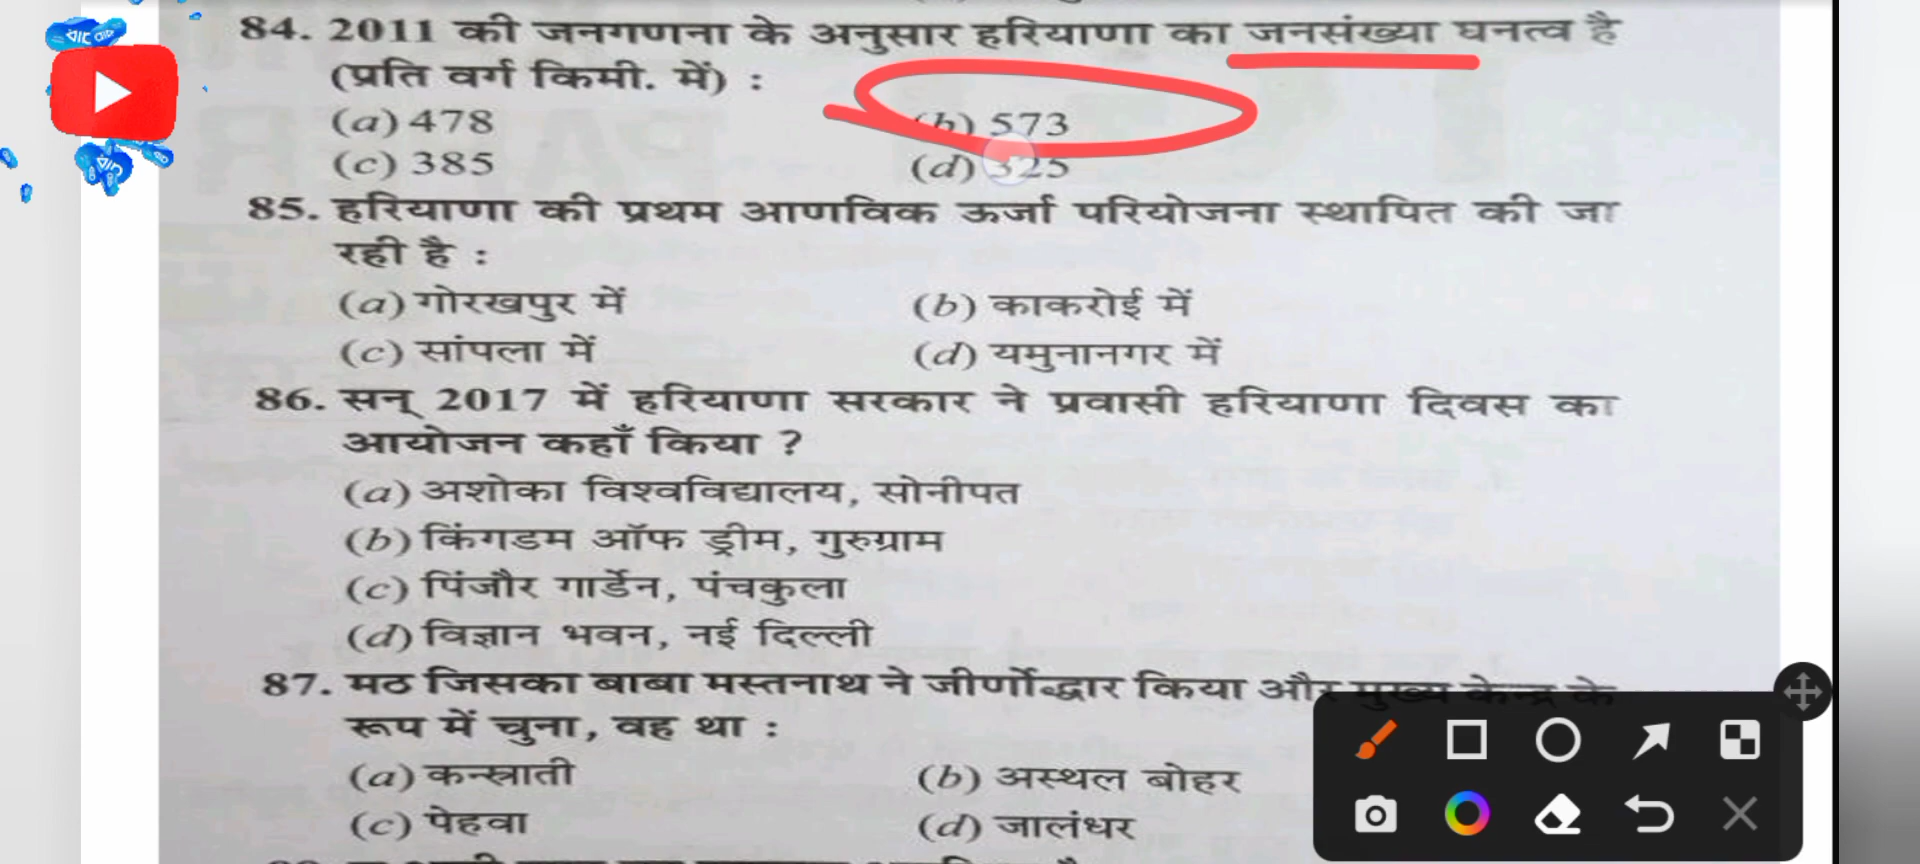 84. 2011 की जनगणना के अनुसार हरियाणा का जनसंख्या घनत्व है
(प्रति वर्ग किमी. में) :
(a) 478 (b) 573
(c) 385 (d) 325
85. हरियाणा की प्रथम आणविक ऊर्जा परियोजना स्थापित की जा
रही है :
(a) गोरखपुर में (b) काकरोई में
(c) सांपला में (d) यमुनानगर में
86. सन् 2017 में हरियाणा सरकार ने प्रवासी हरियाणा दिवस का
आयोजन कहाँ किया ?
(a) अशोका विश्वविद्यालय, सोनीपत
(b) किंगडम ऑफ ड्रीम, गुरुग्राम
(c) पिंजौर गार्डेन, पंचकुला
(d) विज्ञान भवन, नई दिल्ली
87. मठ जिसका बाबा मस्तनाथ ने जीर्णोद्धार किया और मुख्य केन्द्र के
रूप में चुना, वह था :
(a) कन्स्राती (b) अस्थल बोहर
(c) पेहवा (d) जालंधर